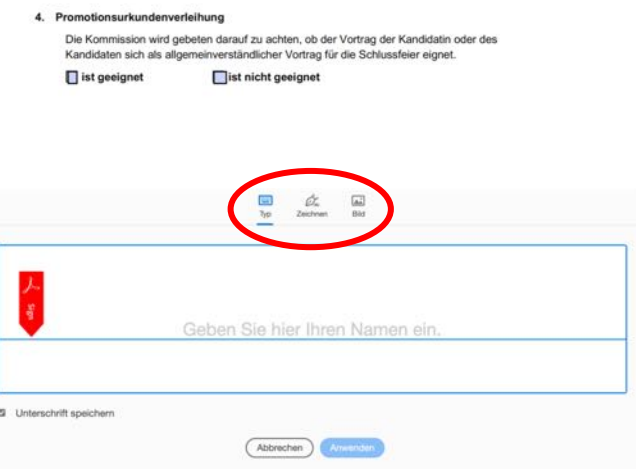 4. Promotionsurkundenverleihung
Die Kommission wird gebeten darauf zu achten, ob der Vortrag der Kandidatin oder des
Kandidaten sich als allgemeinverständlicher Vortrag für die Schlussfeier eignet.
ist geeignet ist nicht geeignet
Typ Zeichnen Bild
Sign
Geben Sie hier Ihren Namen ein.
Unterschrift speichern
Abbrechen Anwenden